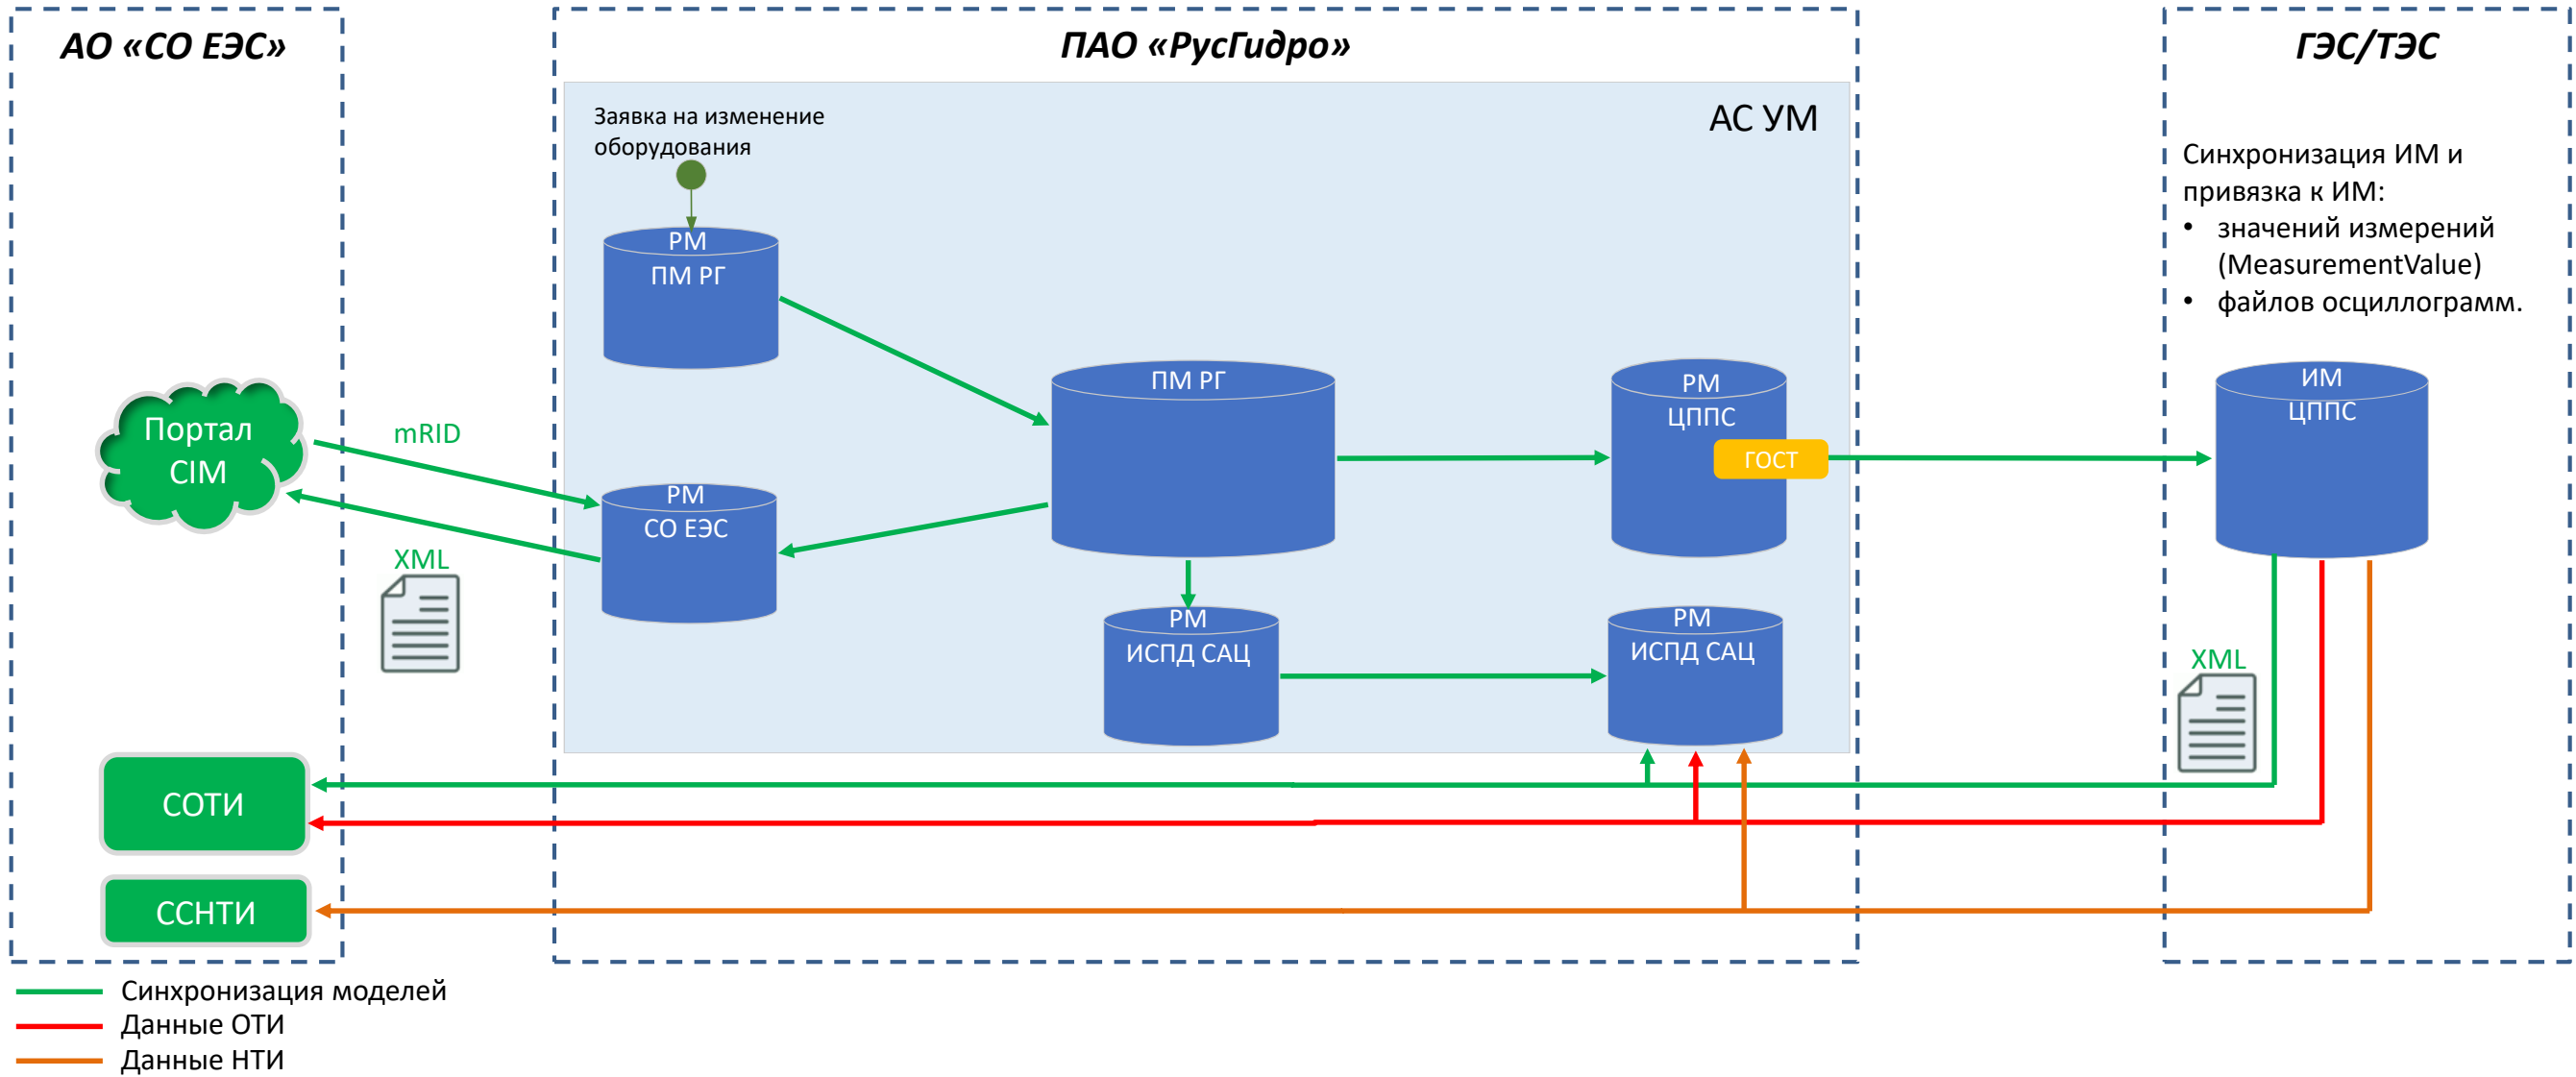 АО «СО ЕЭС»
ПАО «РусГидро»
ГЭС/ТЭС
АС УМ
Заявка на изменение
оборудования
РМ
ПМ РГ
Синхронизация ИМ и
привязка к ИМ:
• значений измерений
(MeasurementValue)
• файлов осциллограмм.
Портал
CIM
mRID
XML
РМ
СО ЕЭС
ПМ РГ
РМ
ЦППС
ГОСТ
ИМ
ЦППС
РМ
ИСПД САЦ
РМ
ИСПД САЦ
XML
СОТИ
ССНТИ
Синхронизация моделей
Данные ОТИ
Данные НТИ